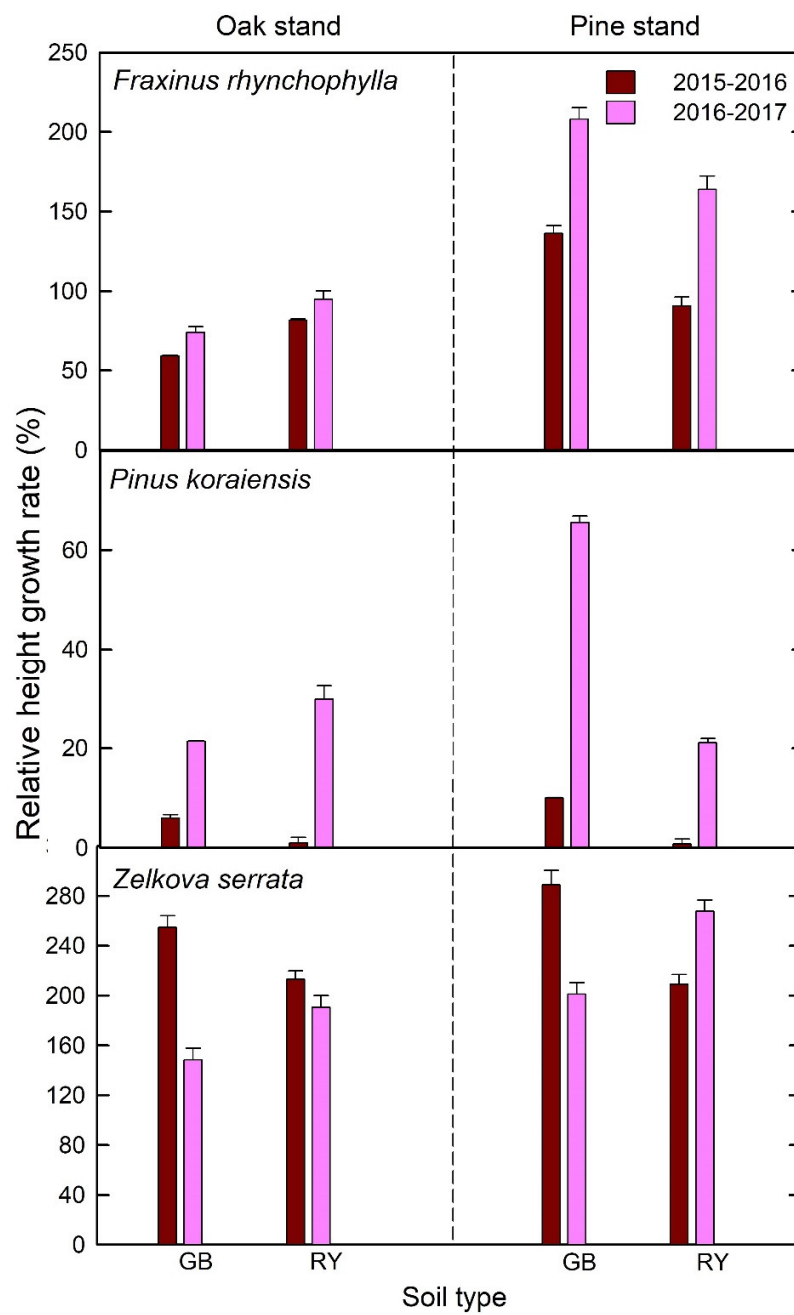 Oak stand Pine stand
250
Fraxinus rhynchophylla
2015-2016
2016-2017
200
150
100
50
0
Pinus koraiensis
60
40
20
0
Zelkova serrata
280
240
200
160
120
80
40
0
GB RY GB RY
Soil type
Relative height growth rate (%)